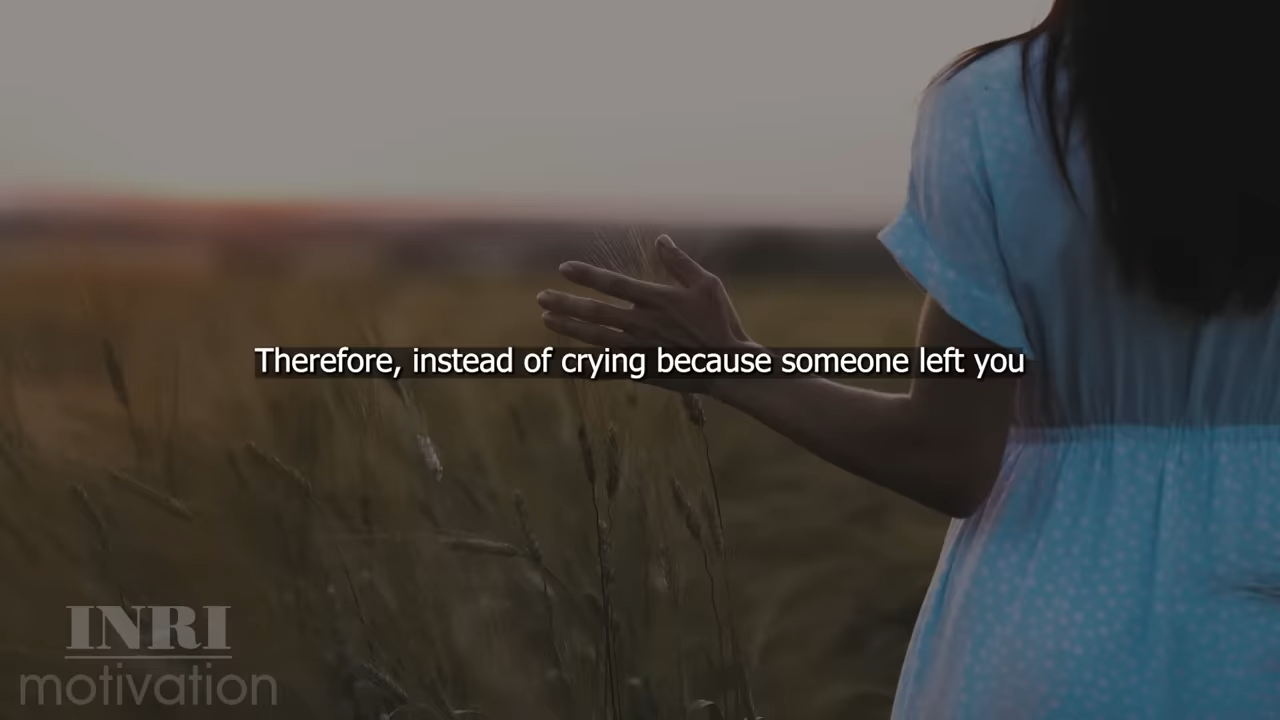 Therefore, instead of crying because someone left you
INRI
motivation